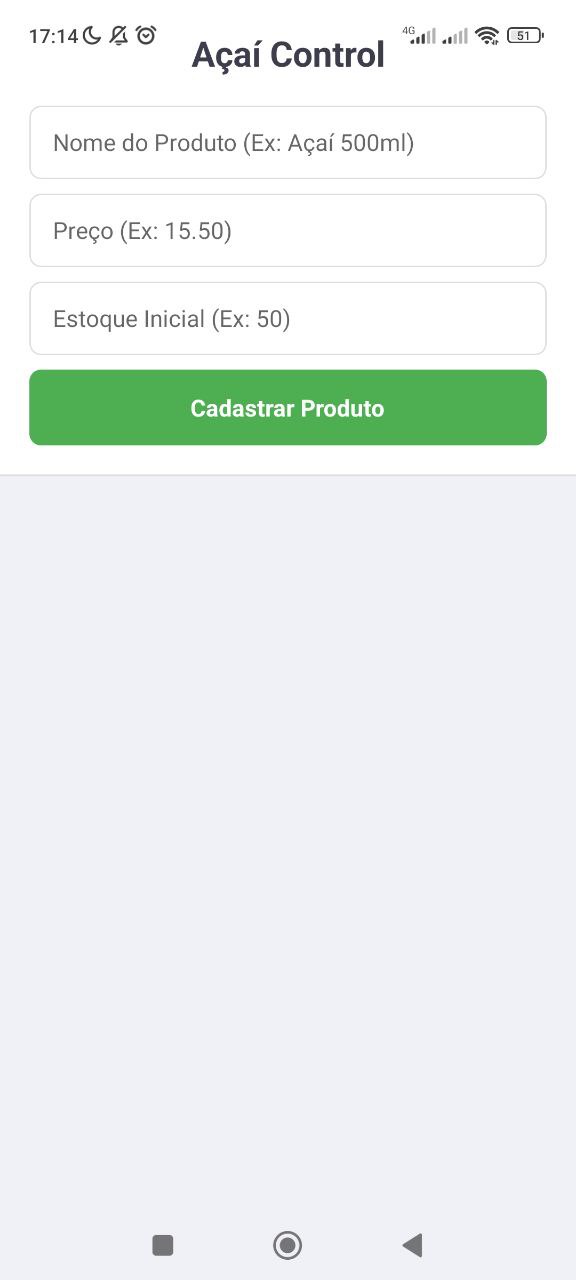 17:14
4G
51
Açaí Control
Nome do Produto (Ex: Açaí 500ml)
Preço (Ex: 15.50)
Estoque Inicial (Ex: 50)
Cadastrar Produto